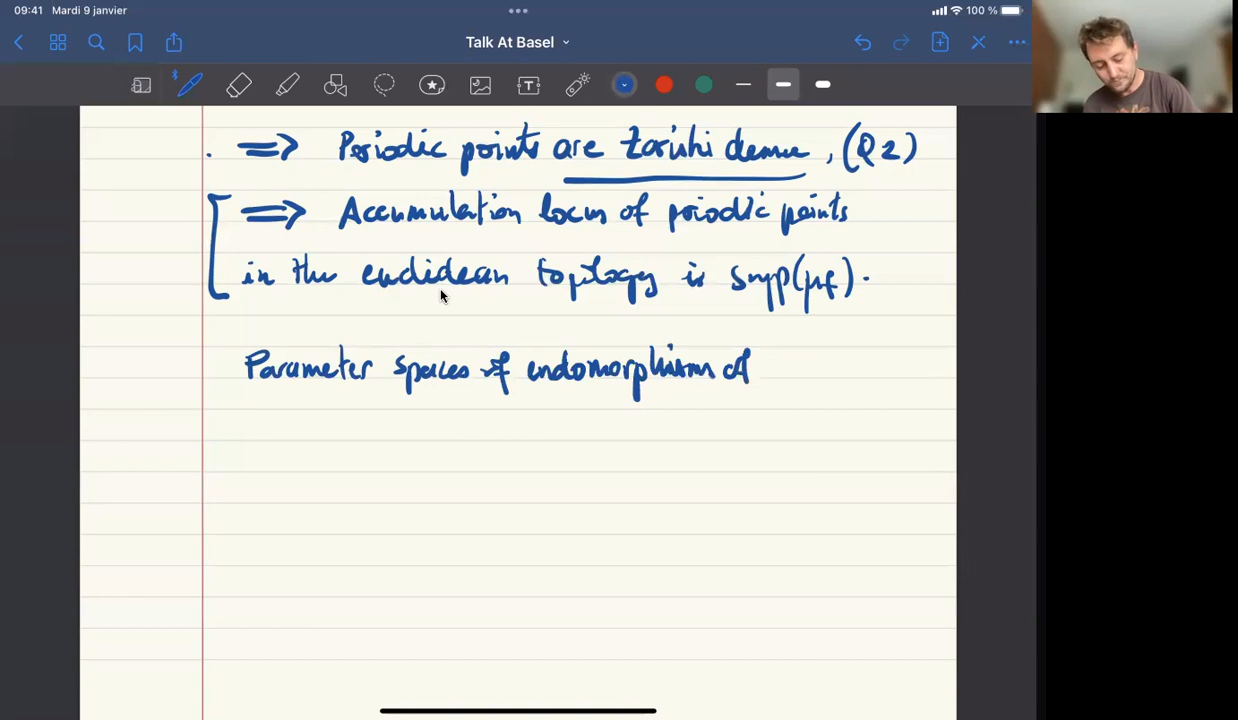 09:41 Mardi 9 janvier
100 %
Talk At Basel
. ⟹ Periodic points are Zariski dense, (Q2)
⟹ Accumulation locus of periodic points
in the euclidean topology is supp(μf).
Parameter spaces of endomorphism of